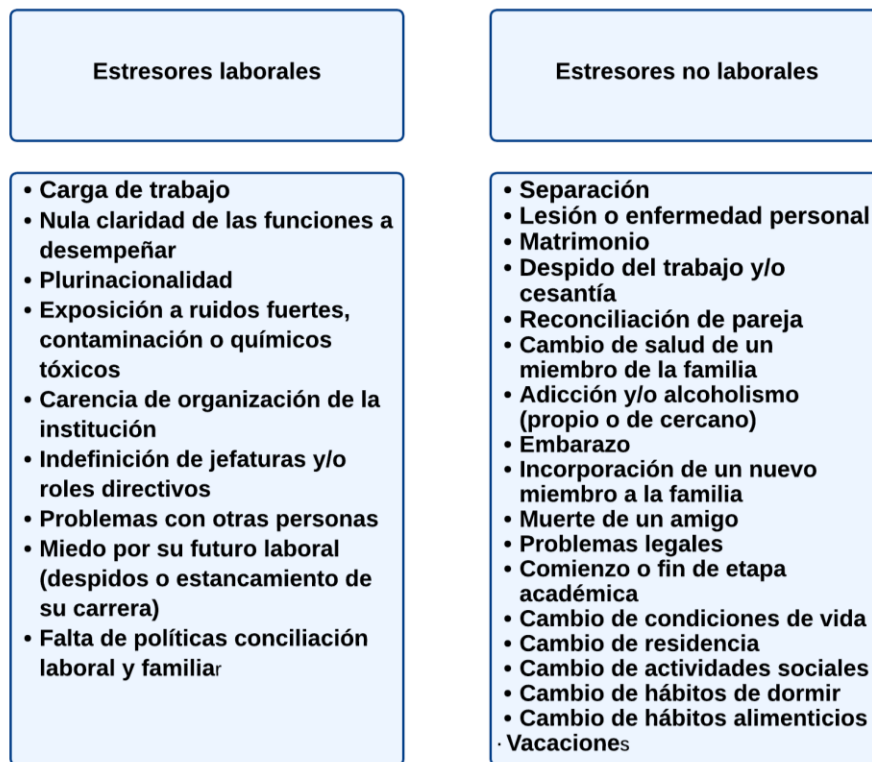 Estresores laborales
Estresores no laborales
• Carga de trabajo
• Nula claridad de las funciones a
desempeñar
• Plurinacionalidad
• Exposición a ruidos fuertes,
contaminación o químicos
tóxicos
• Carencia de organización de la
institución
• Indefinición de jefaturas y/o
roles directivos
• Problemas con otras personas
• Miedo por su futuro laboral
(despidos o estancamiento de
su carrera)
• Falta de políticas conciliación
laboral y familiar
• Separación
• Lesión o enfermedad personal
• Matrimonio
• Despido del trabajo y/o
cesantía
• Reconciliación de pareja
• Cambio de salud de un
miembro de la familia
• Adicción y/o alcoholismo
(propio o de cercano)
• Embarazo
• Incorporación de un nuevo
miembro a la familia
• Muerte de un amigo
• Problemas legales
• Comienzo o fin de etapa
académica
• Cambio de condiciones de vida
• Cambio de residencia
• Cambio de actividades sociales
• Cambio de hábitos de dormir
• Cambio de hábitos alimenticios
· Vacaciones